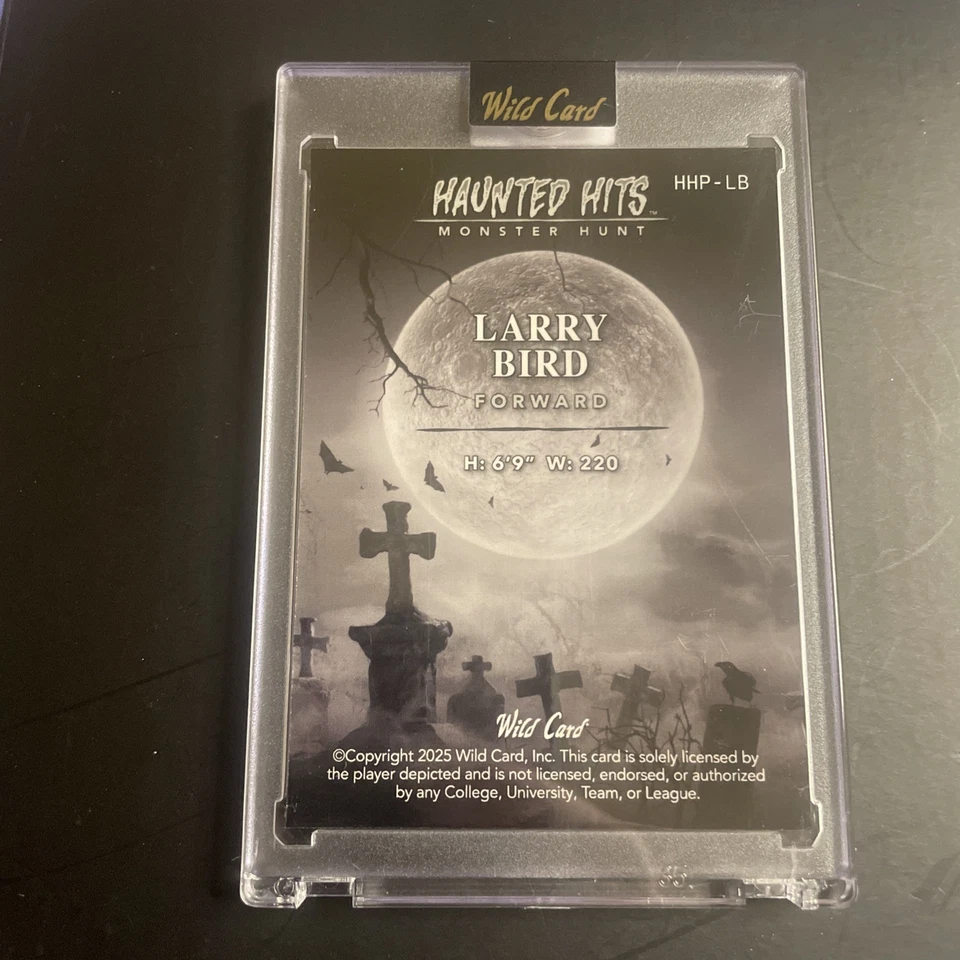 Wild Card
HAUNTED HITS™
HHP-LB
MONSTER HUNT
LARRY
BIRD
FORWARD
H: 6'9" W: 220
Wild Card
©Copyright 2025 Wild Card, Inc. This card is solely licensed by
the player depicted and is not licensed, endorsed, or authorized
by any College, University, Team, or League.